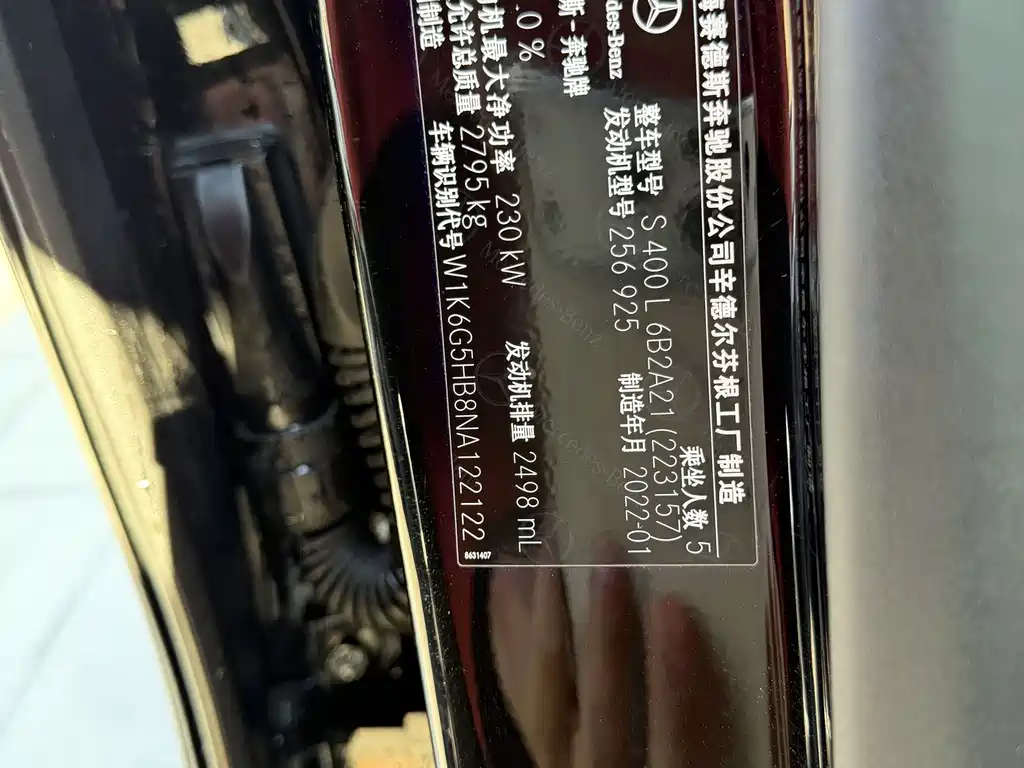 海赛德斯奔驰股份公司辛德尔芬根工厂制造
des-Benz
乘坐人数 5
整车型号 S 400 L 6B2A21(223157)
斯-奔驰牌
发动机型号 256 925 制造年月 2022-01
.0 %
机最大净功率 230 kW 发动机排量 2498 mL
允许总质量 2795 kg
制造
车辆识别代号 W1K6G5HB8NA122122
8631407